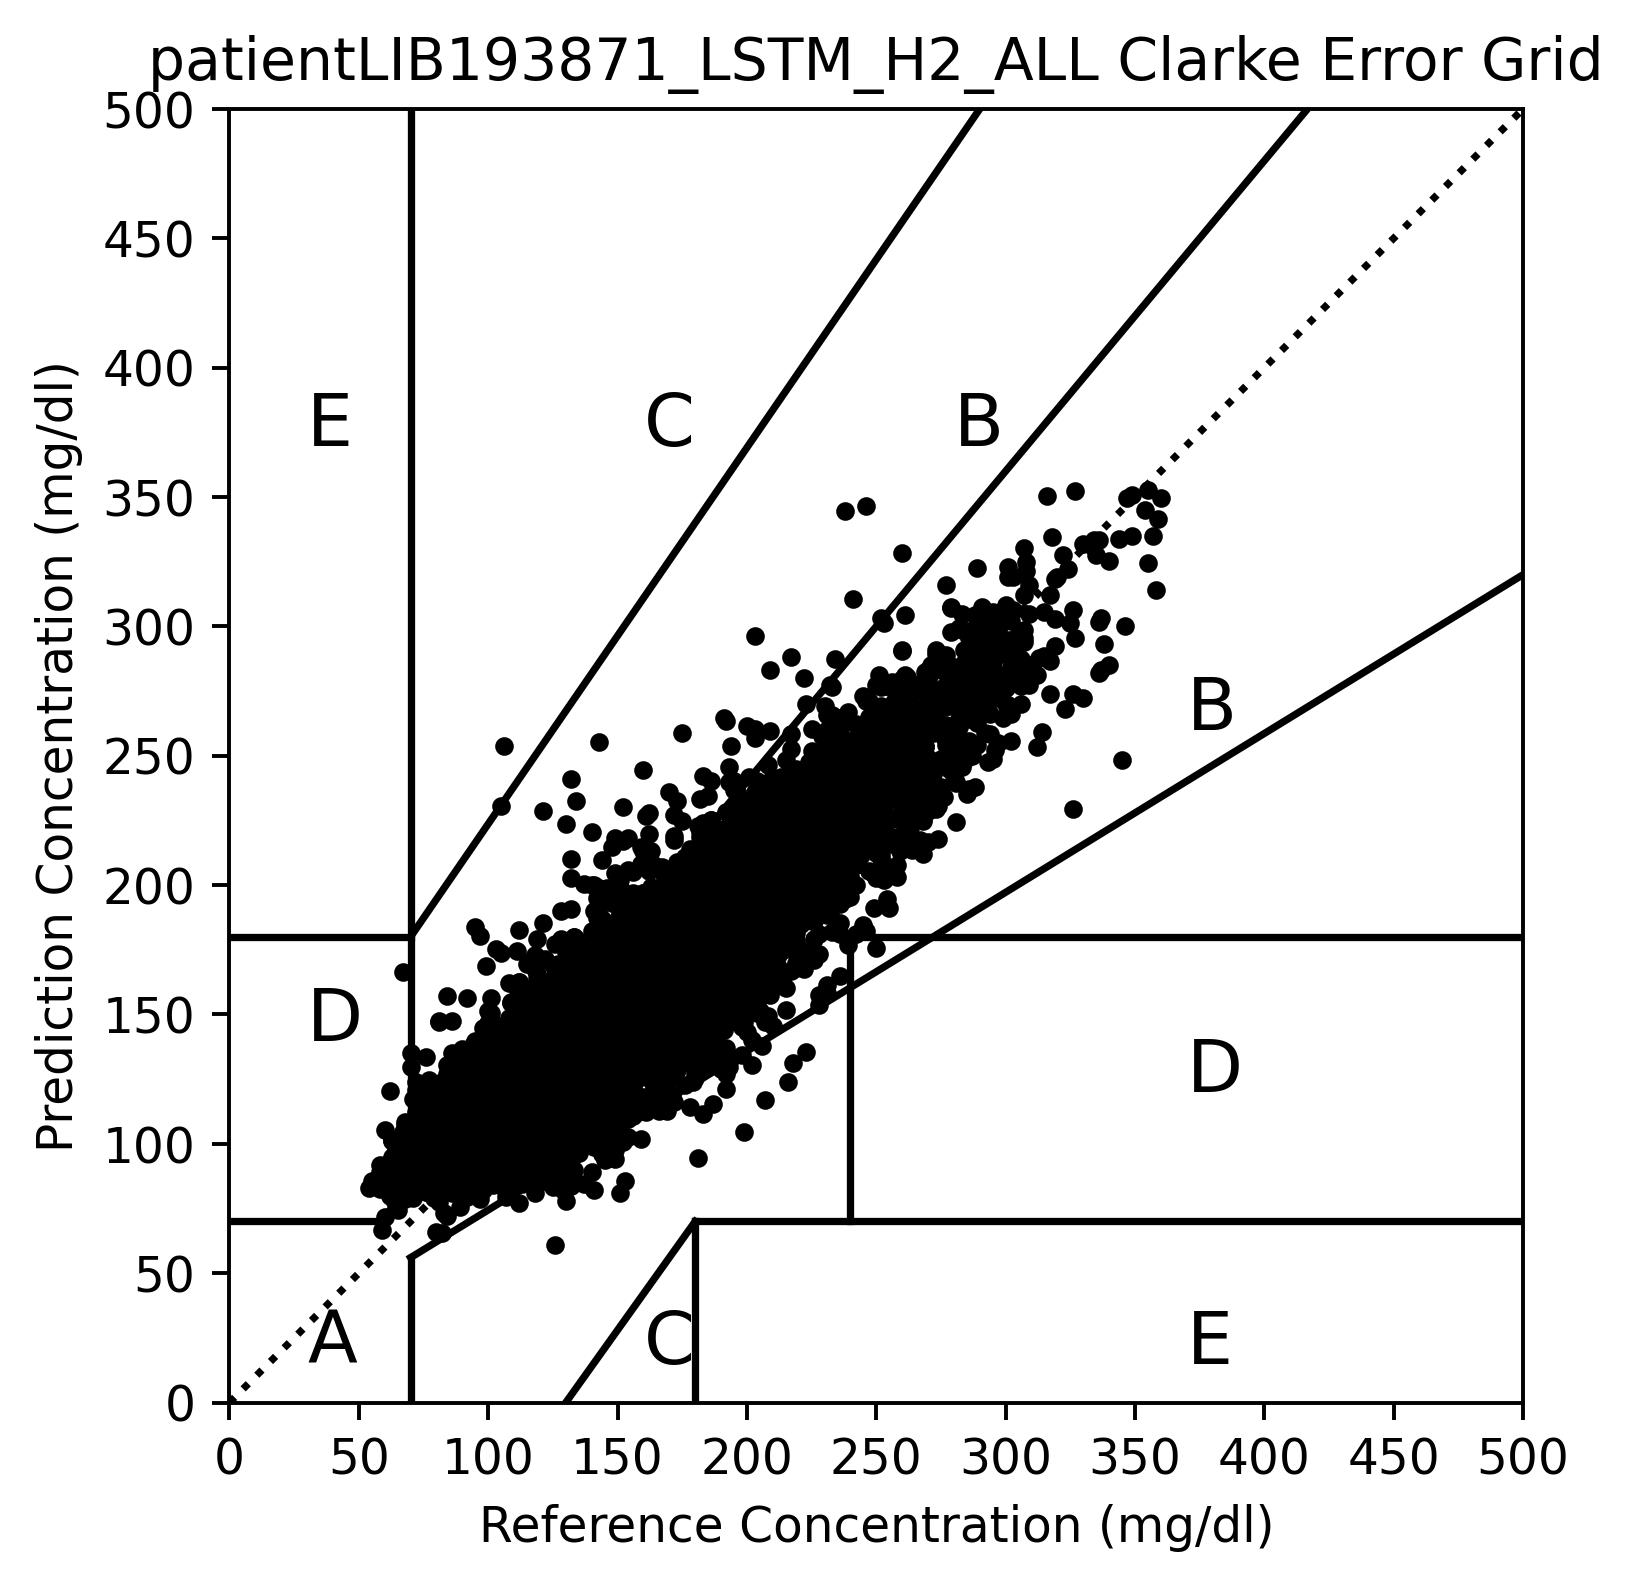 patientLIB193871_LSTM_H2_ALL Clarke Error Grid
500
450
400
350
300
250
200
150
100
50
0
Prediction Concentration (mg/dl)
E
C
B
B
D
D
A
C
E
0 50 100 150 200 250 300 350 400 450 500
Reference Concentration (mg/dl)